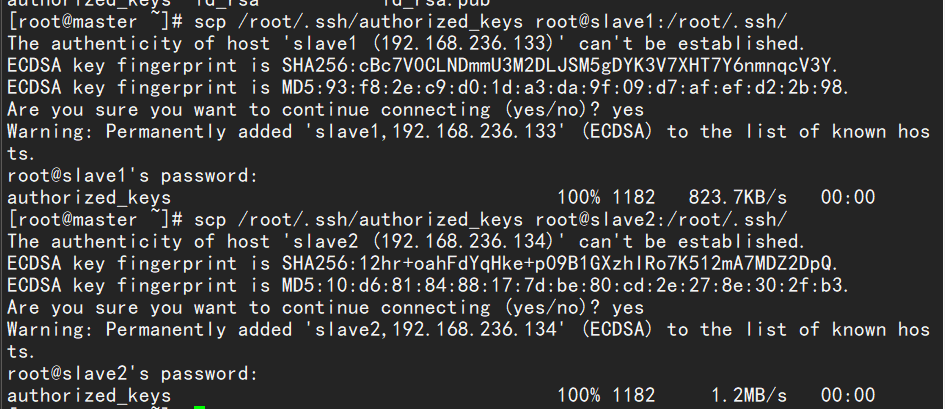 authorized_keys  id_rsa           id_rsa.pub
[root@master ~]# scp /root/.ssh/authorized_keys root@slave1:/root/.ssh/
The authenticity of host 'slave1 (192.168.236.133)' can't be established.
ECDSA key fingerprint is SHA256:cBc7V0CLNDmmU3M2DLJSM5gDYK3V7XHT7Y6nmnqcV3Y.
ECDSA key fingerprint is MD5:93:f8:2e:c9:d0:1d:a3:da:9f:09:d7:af:ef:d2:2b:98.
Are you sure you want to continue connecting (yes/no)? yes
Warning: Permanently added 'slave1,192.168.236.133' (ECDSA) to the list of known hos
ts.
root@slave1's password:
authorized_keys                                 100% 1182   823.7KB/s   00:00
[root@master ~]# scp /root/.ssh/authorized_keys root@slave2:/root/.ssh/
The authenticity of host 'slave2 (192.168.236.134)' can't be established.
ECDSA key fingerprint is SHA256:12hr+oahFdYqHke+p09B1GXzhlRo7K512mA7MDZ2DpQ.
ECDSA key fingerprint is MD5:10:d6:81:84:88:17:7d:be:80:cd:2e:27:8e:30:2f:b3.
Are you sure you want to continue connecting (yes/no)? yes
Warning: Permanently added 'slave2,192.168.236.134' (ECDSA) to the list of known hos
ts.
root@slave2's password:
authorized_keys                                 100% 1182     1.2MB/s   00:00